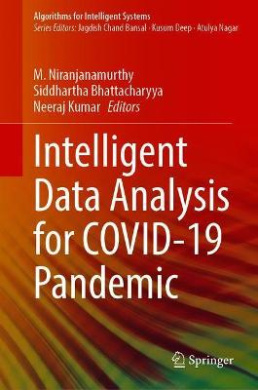 Algorithms for Intelligent Systems
Series Editors: Jagdish Chand Bansal · Kusum Deep · Atulya Nagar
M. Niranjanamurthy
Siddhartha Bhattacharyya
Neeraj Kumar Editors
Intelligent
Data Analysis
for COVID-19
Pandemic
Springer